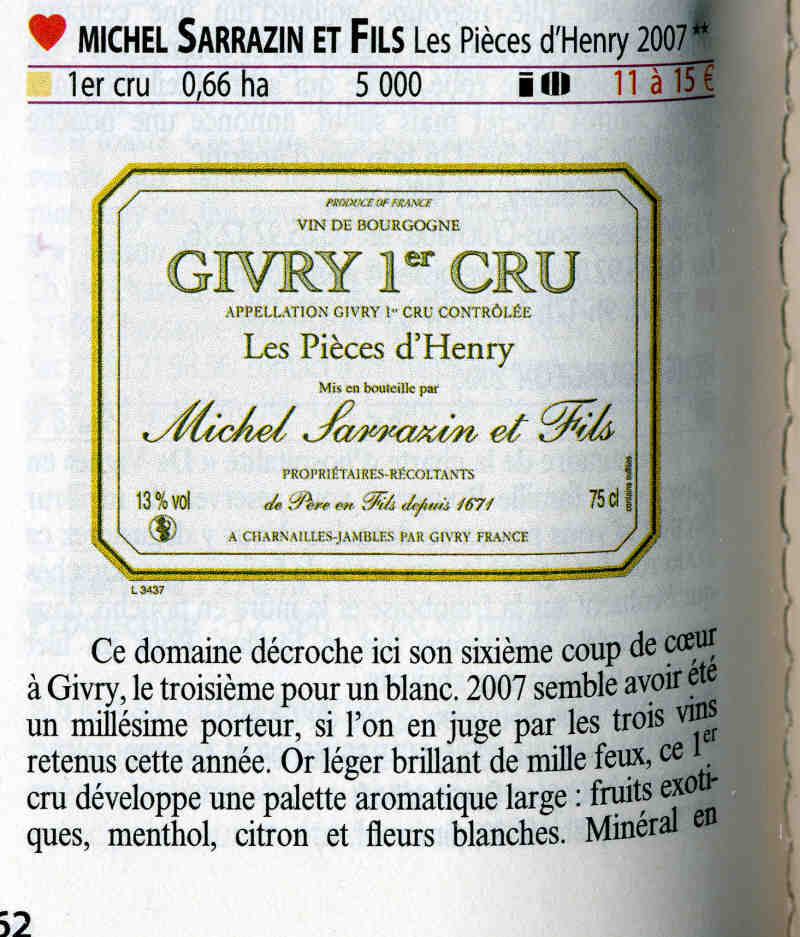 MICHEL SARRAZIN ET FILS Les Pièces d'Henry 2007 **
1er cru 0,66 ha 5 000 11 à 15 €
PRODUCE OF FRANCE
VIN DE BOURGOGNE
GIVRY 1er CRU
APPELLATION GIVRY 1er CRU CONTRÔLÉE
Les Pièces d'Henry
Mis en bouteille par
Michel Sarrazin et Fils
PROPRIÉTAIRES-RÉCOLTANTS
13 % vol de Père en Fils depuis 1671 75 cl
contains sulfites
A CHARNAILLES-JAMBLES PAR GIVRY FRANCE
L 3437
Ce domaine décroche ici son sixième coup de cœur
à Givry, le troisième pour un blanc. 2007 semble avoir été
un millésime porteur, si l'on en juge par les trois vins
retenus cette année. Or léger brillant de mille feux, ce 1er
cru développe une palette aromatique large : fruits exoti-
ques, menthol, citron et fleurs blanches. Minéral en
62